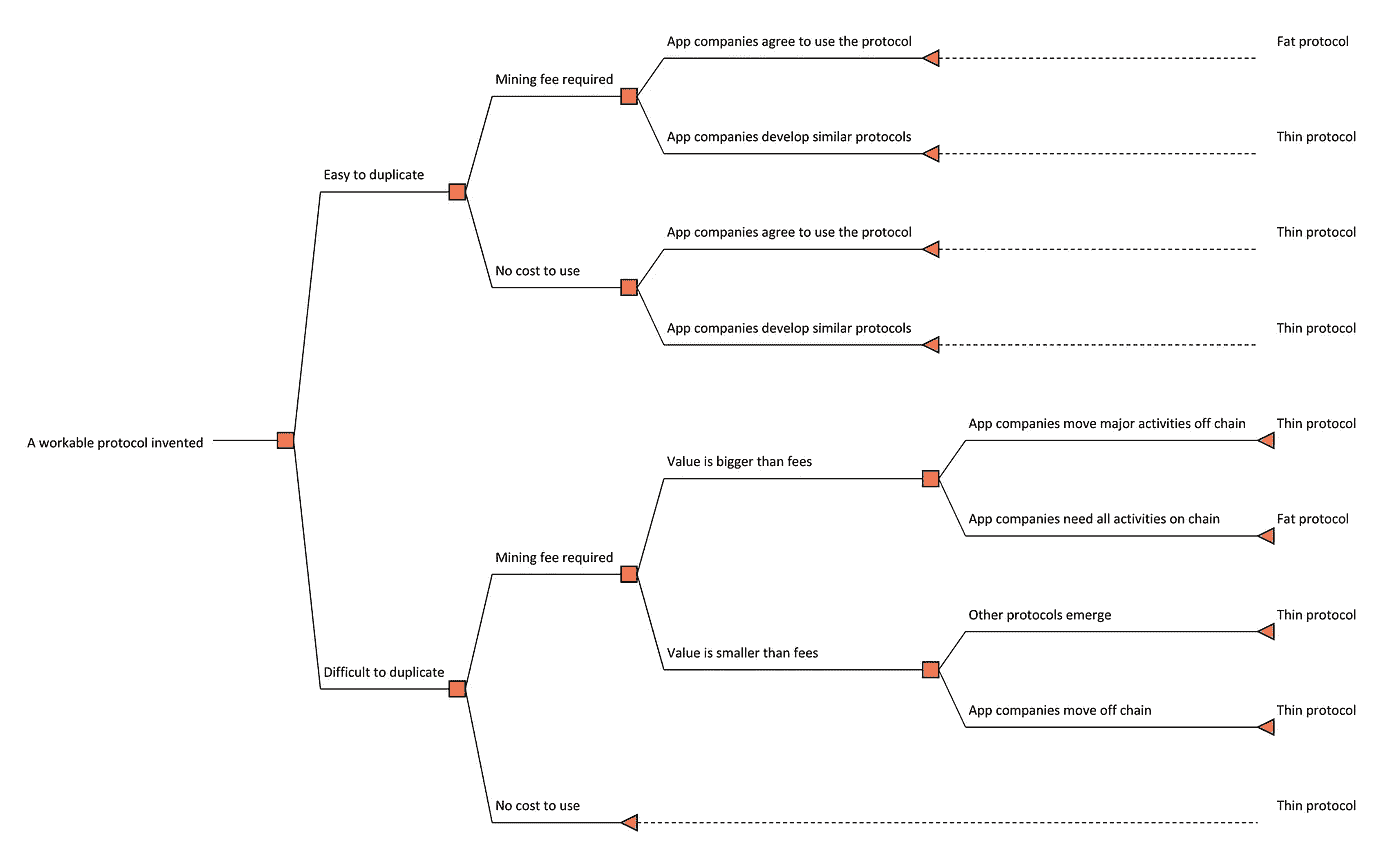 App companies agree to use the protocol
Fat protocol
Mining fee required
App companies develop similar protocols
Thin protocol
Easy to duplicate
App companies agree to use the protocol
Thin protocol
No cost to use
App companies develop similar protocols
Thin protocol
A workable protocol invented
App companies move major activities off chain
Thin protocol
Value is bigger than fees
App companies need all activities on chain
Fat protocol
Mining fee required
Other protocols emerge
Thin protocol
Value is smaller than fees
Difficult to duplicate
App companies move off chain
Thin protocol
No cost to use
Thin protocol